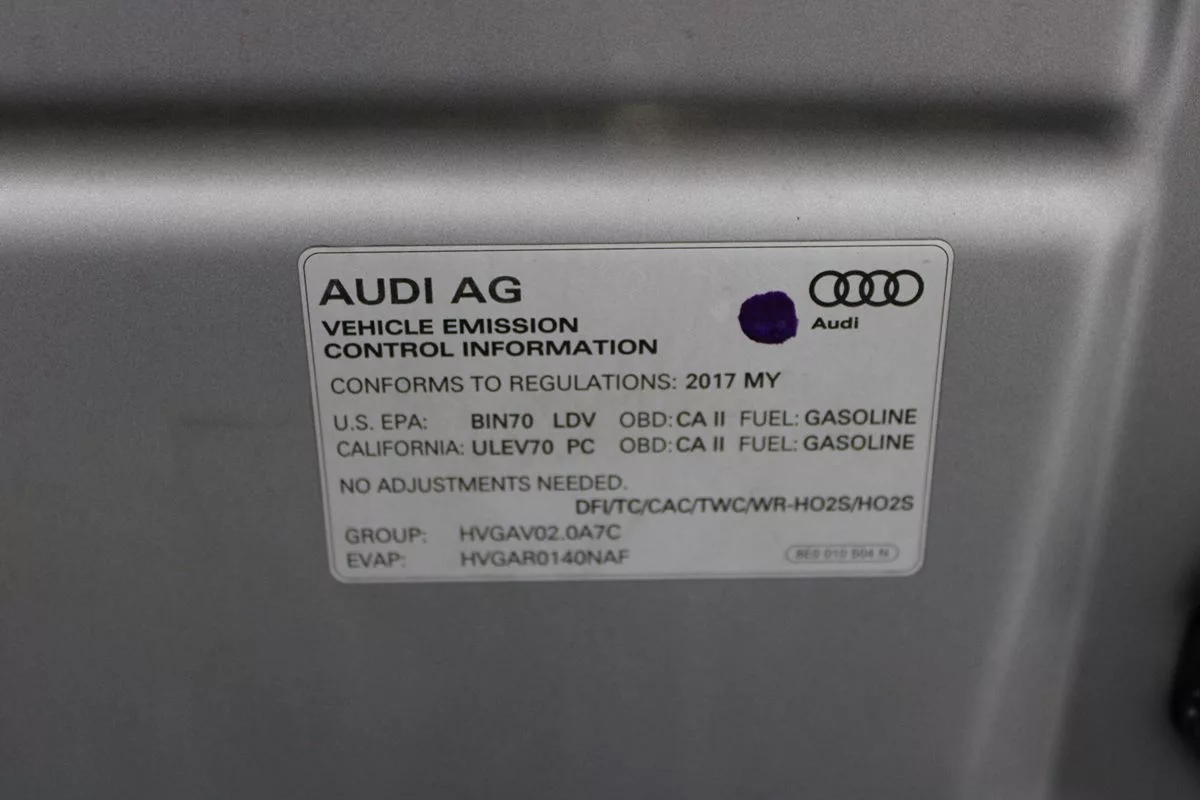 AUDI AG
Audi
VEHICLE EMISSION
CONTROL INFORMATION
CONFORMS TO REGULATIONS: 2017 MY
U.S. EPA: BIN70 LDV OBD: CA II FUEL: GASOLINE
CALIFORNIA: ULEV70 PC OBD: CA II FUEL: GASOLINE
NO ADJUSTMENTS NEEDED.
DFI/TC/CAC/TWC/WR-HO2S/HO2S
GROUP: HVGAV02.0A7C
EVAP: HVGAR0140NAF
8E0 010 504 N